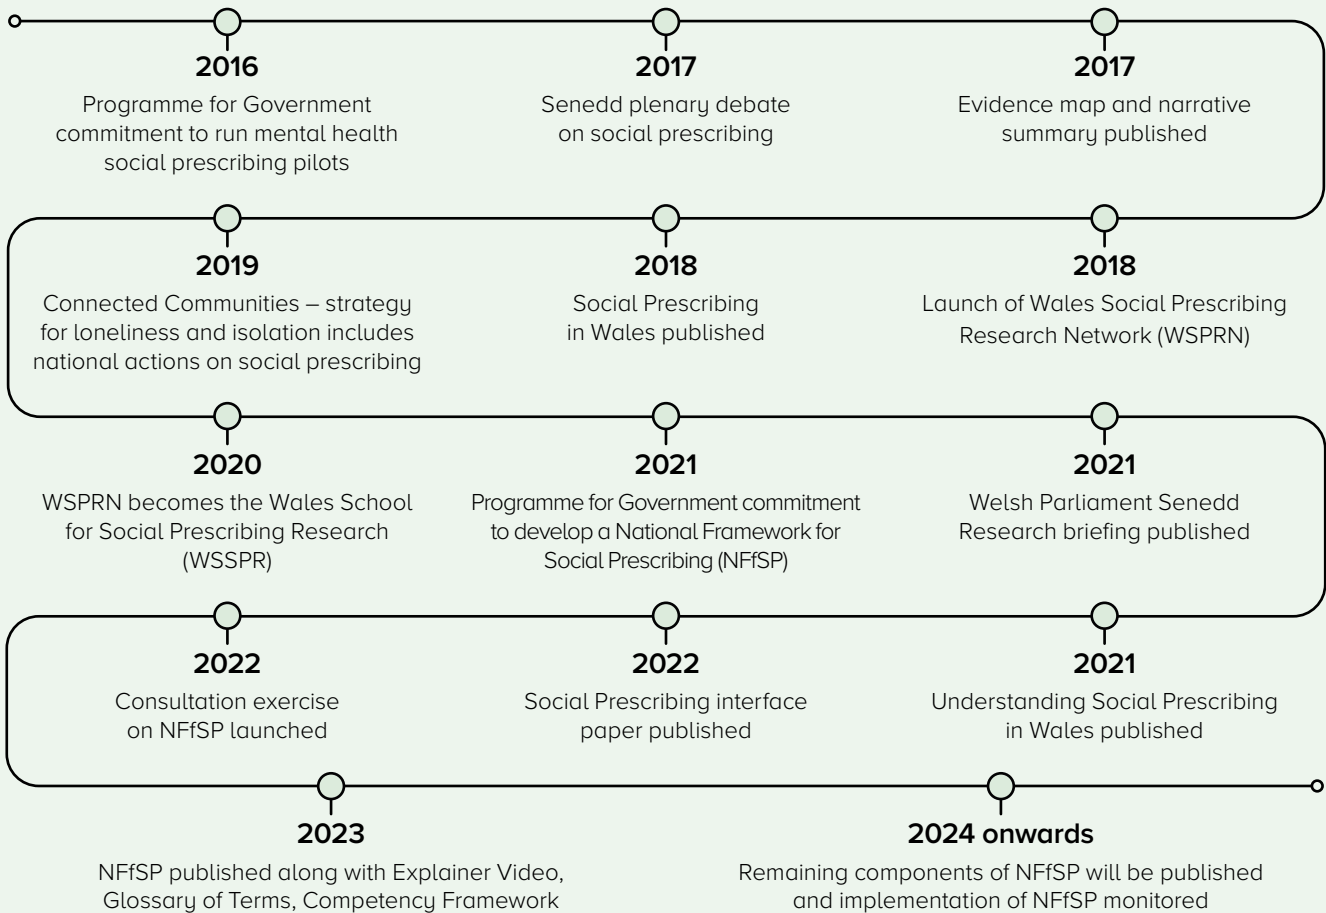 2016
Programme for Government
commitment to run mental health
social prescribing pilots
2017
Senedd plenary debate
on social prescribing
2017
Evidence map and narrative
summary published
2018
Launch of Wales Social Prescribing
Research Network (WSPRN)
2018
Social Prescribing
in Wales published
2019
Connected Communities – strategy
for loneliness and isolation includes
national actions on social prescribing
2020
WSPRN becomes the Wales School
for Social Prescribing Research
(WSSPR)
2021
Programme for Government commitment
to develop a National Framework for
Social Prescribing (NFfSP)
2021
Welsh Parliament Senedd
Research briefing published
2021
Understanding Social Prescribing
in Wales published
2022
Social Prescribing interface
paper published
2022
Consultation exercise
on NFfSP launched
2023
NFfSP published along with Explainer Video,
Glossary of Terms, Competency Framework
2024 onwards
Remaining components of NFfSP will be published
and implementation of NFfSP monitored